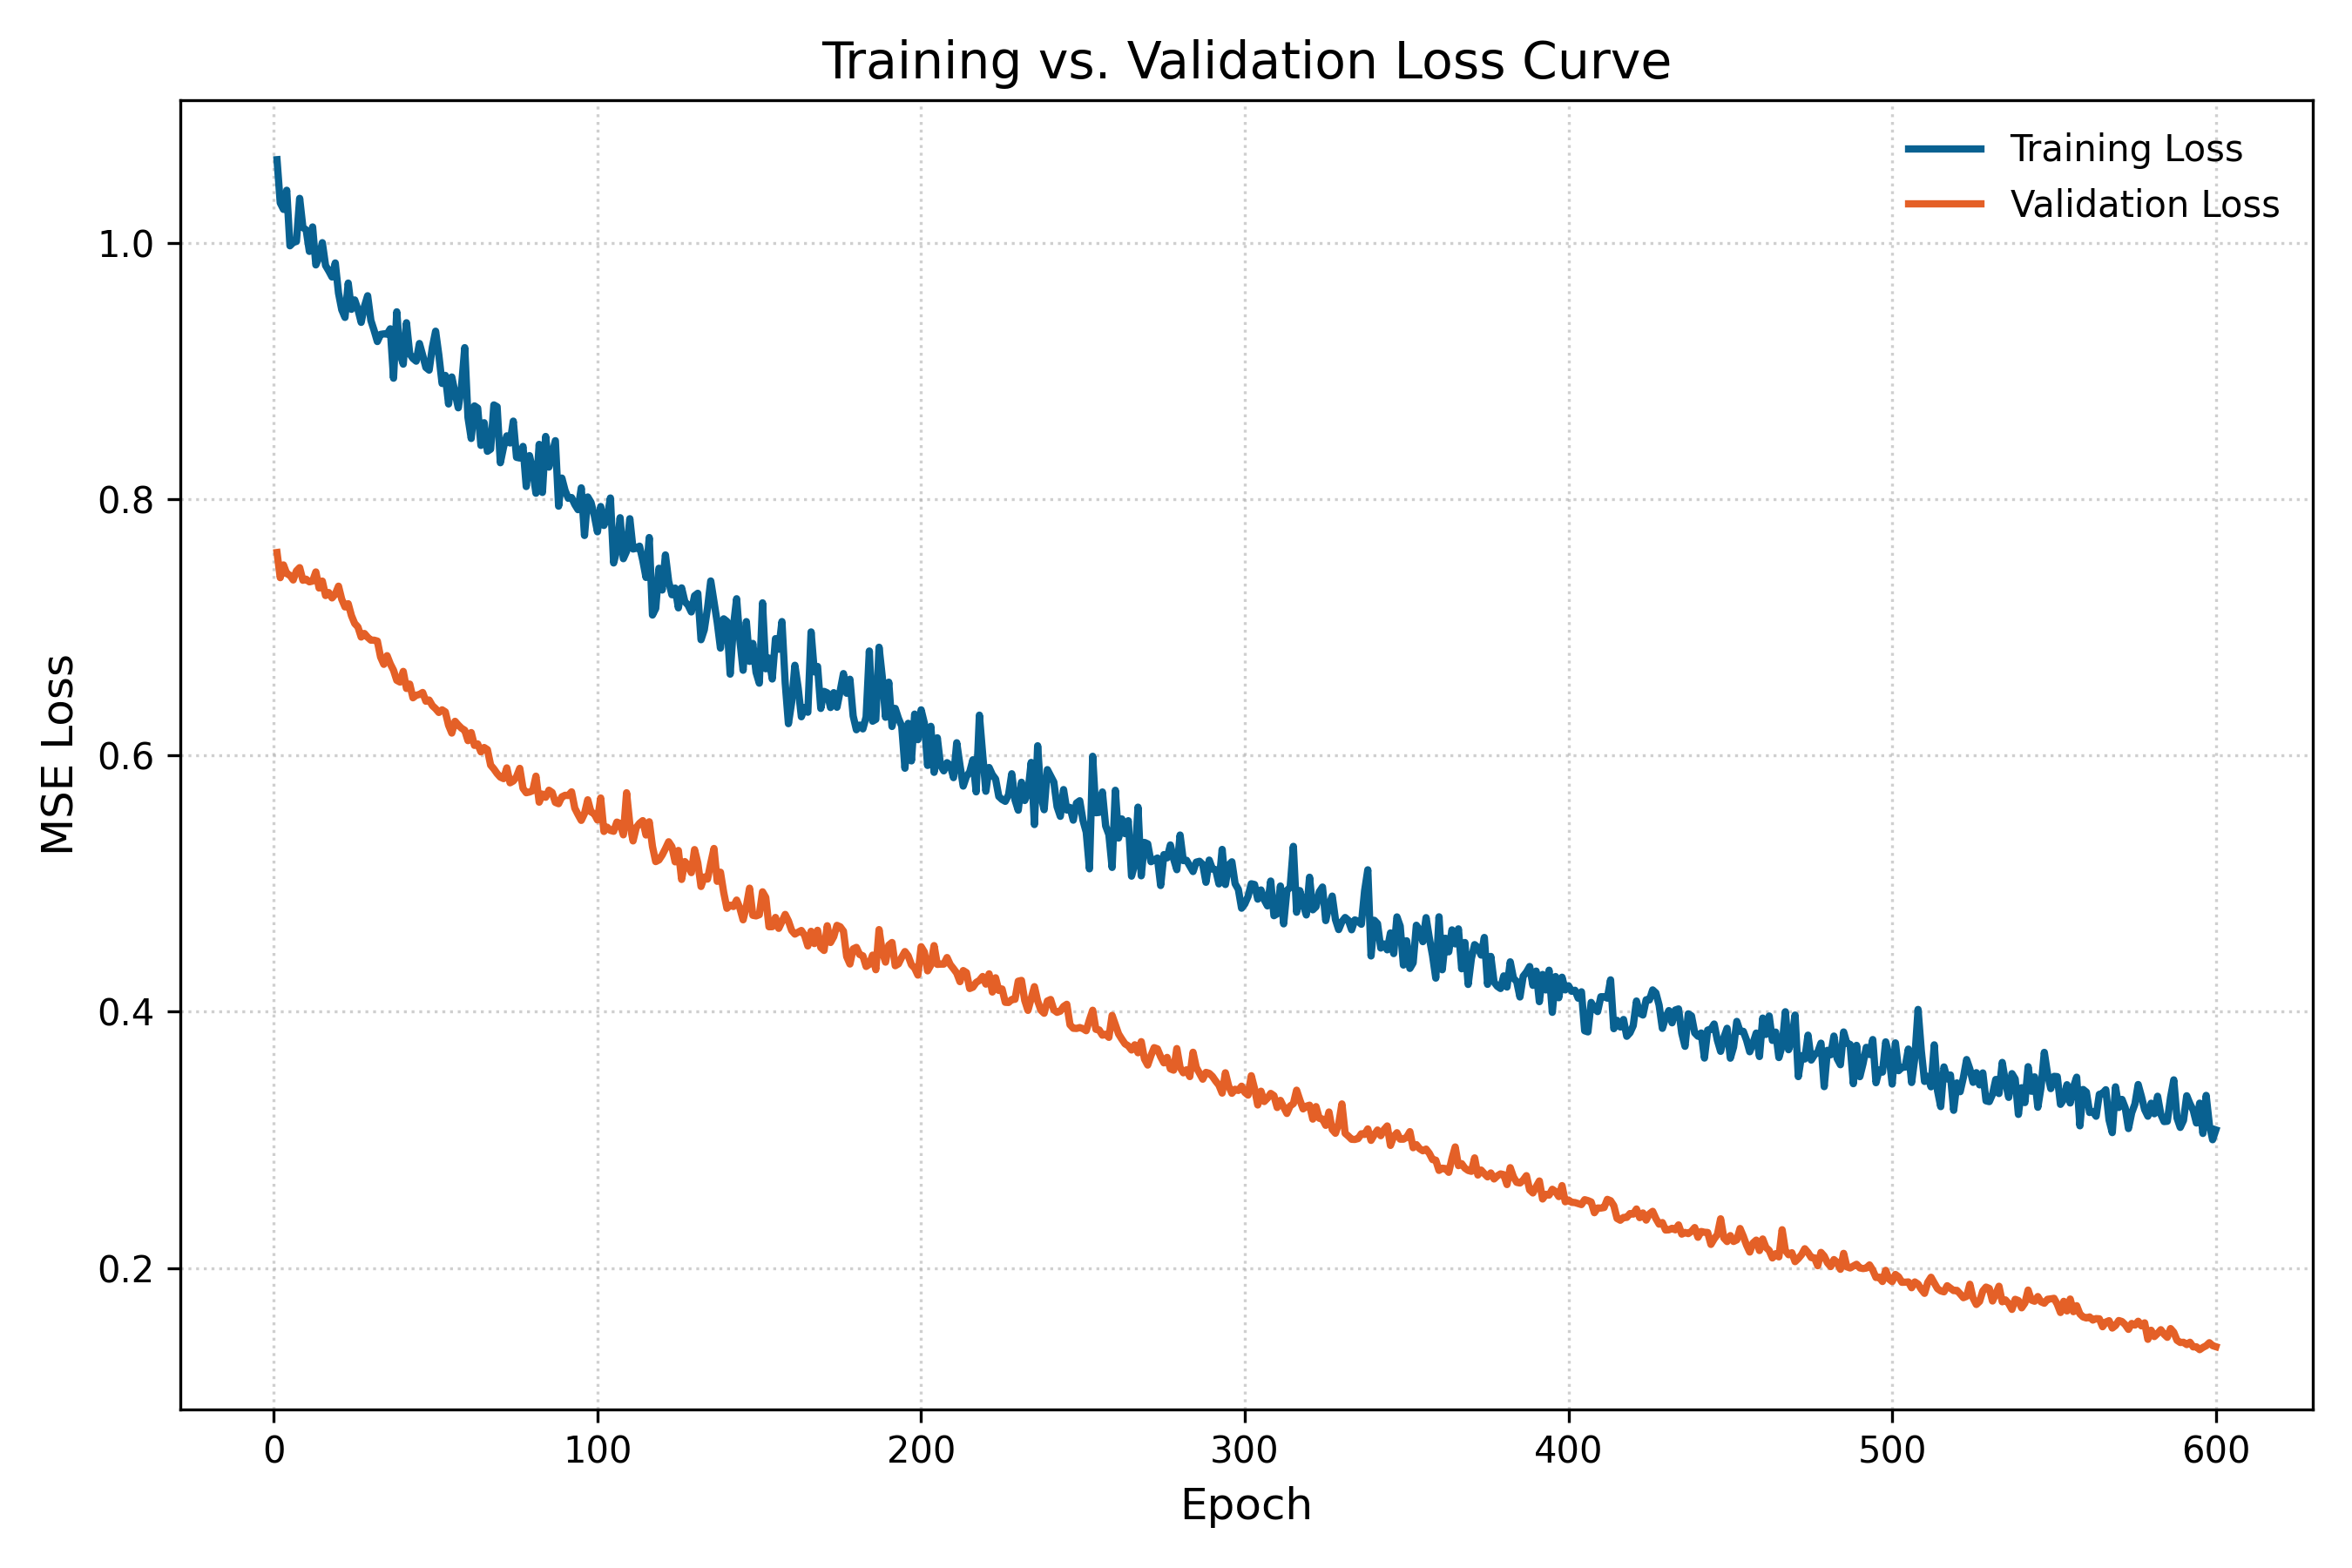 Training vs. Validation Loss Curve
Training Loss
Validation Loss
1.0
0.8
0.6
0.4
0.2
MSE Loss
0 100 200 300 400 500 600
Epoch